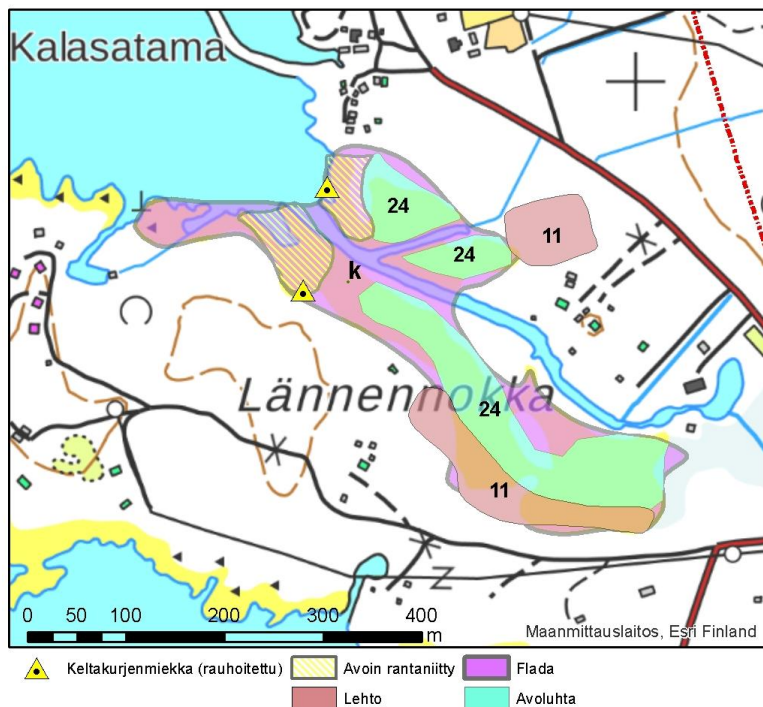 Kalasatama
24
11
24
k
Lännennokka
24
11
0 50 100 200 300 400
m
Maanmittauslaitos, Esri Finland
Keltakurjenmiekka (rauhoitettu) Avoin rantaniitty Flada
Lehto Avoluhta